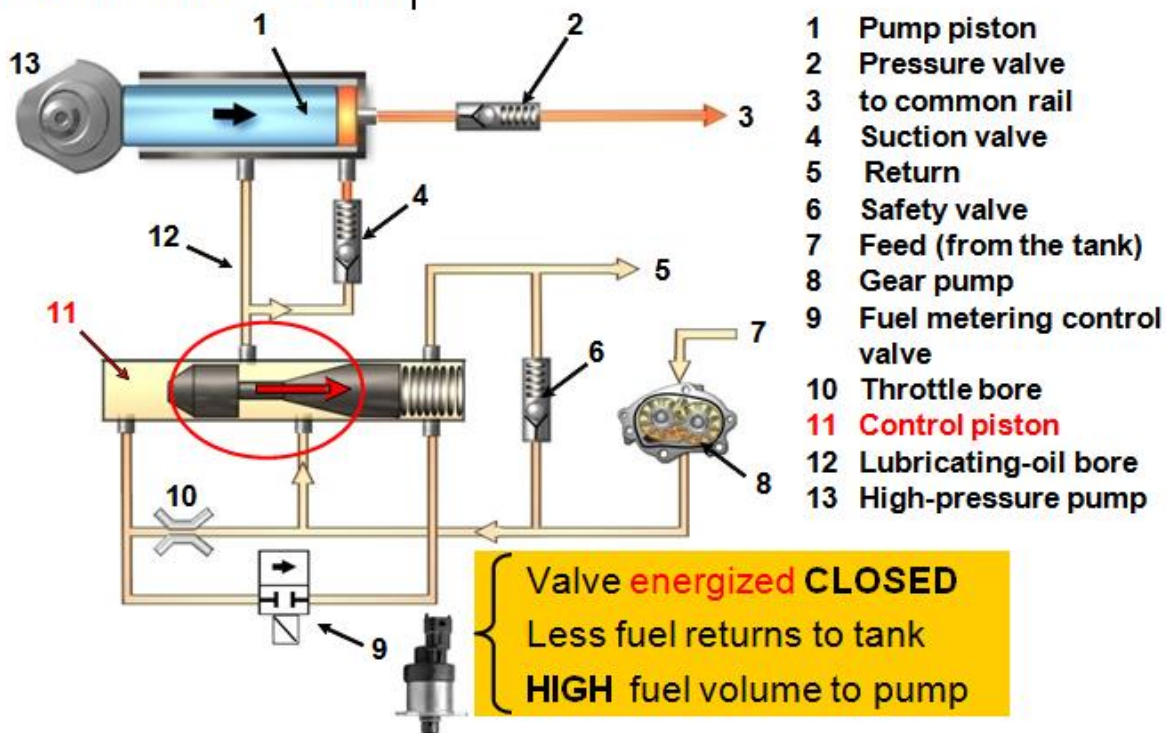 1
2
13
3
4
12
5
11
6
7
8
10
9
1 Pump piston
2 Pressure valve
3 to common rail
4 Suction valve
5 Return
6 Safety valve
7 Feed (from the tank)
8 Gear pump
9 Fuel metering control
valve
10 Throttle bore
11 Control piston
12 Lubricating-oil bore
13 High-pressure pump
Valve energized CLOSED
Less fuel returns to tank
HIGH fuel volume to pump